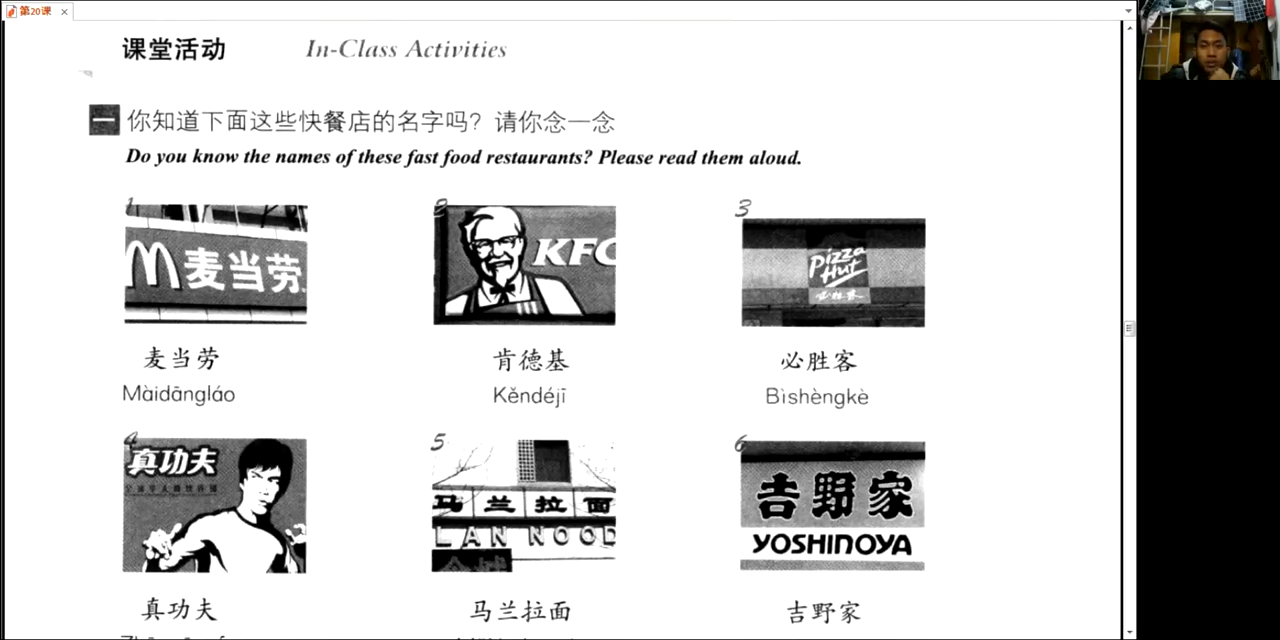 第20课
课堂活动 In-Class Activities
一 你知道下面这些快餐店的名字吗？请你念一念
Do you know the names of these fast food restaurants? Please read them aloud.
1 2 3
麦当劳 KFC Pizza Hut
必胜客
麦当劳 肯德基 必胜客
Màidāngláo Kěndéjī Bìshèngkè
4 5 6
真功夫 马兰拉面 吉野家
LAN NOOD YOSHINOYA
真功夫 马兰拉面 吉野家